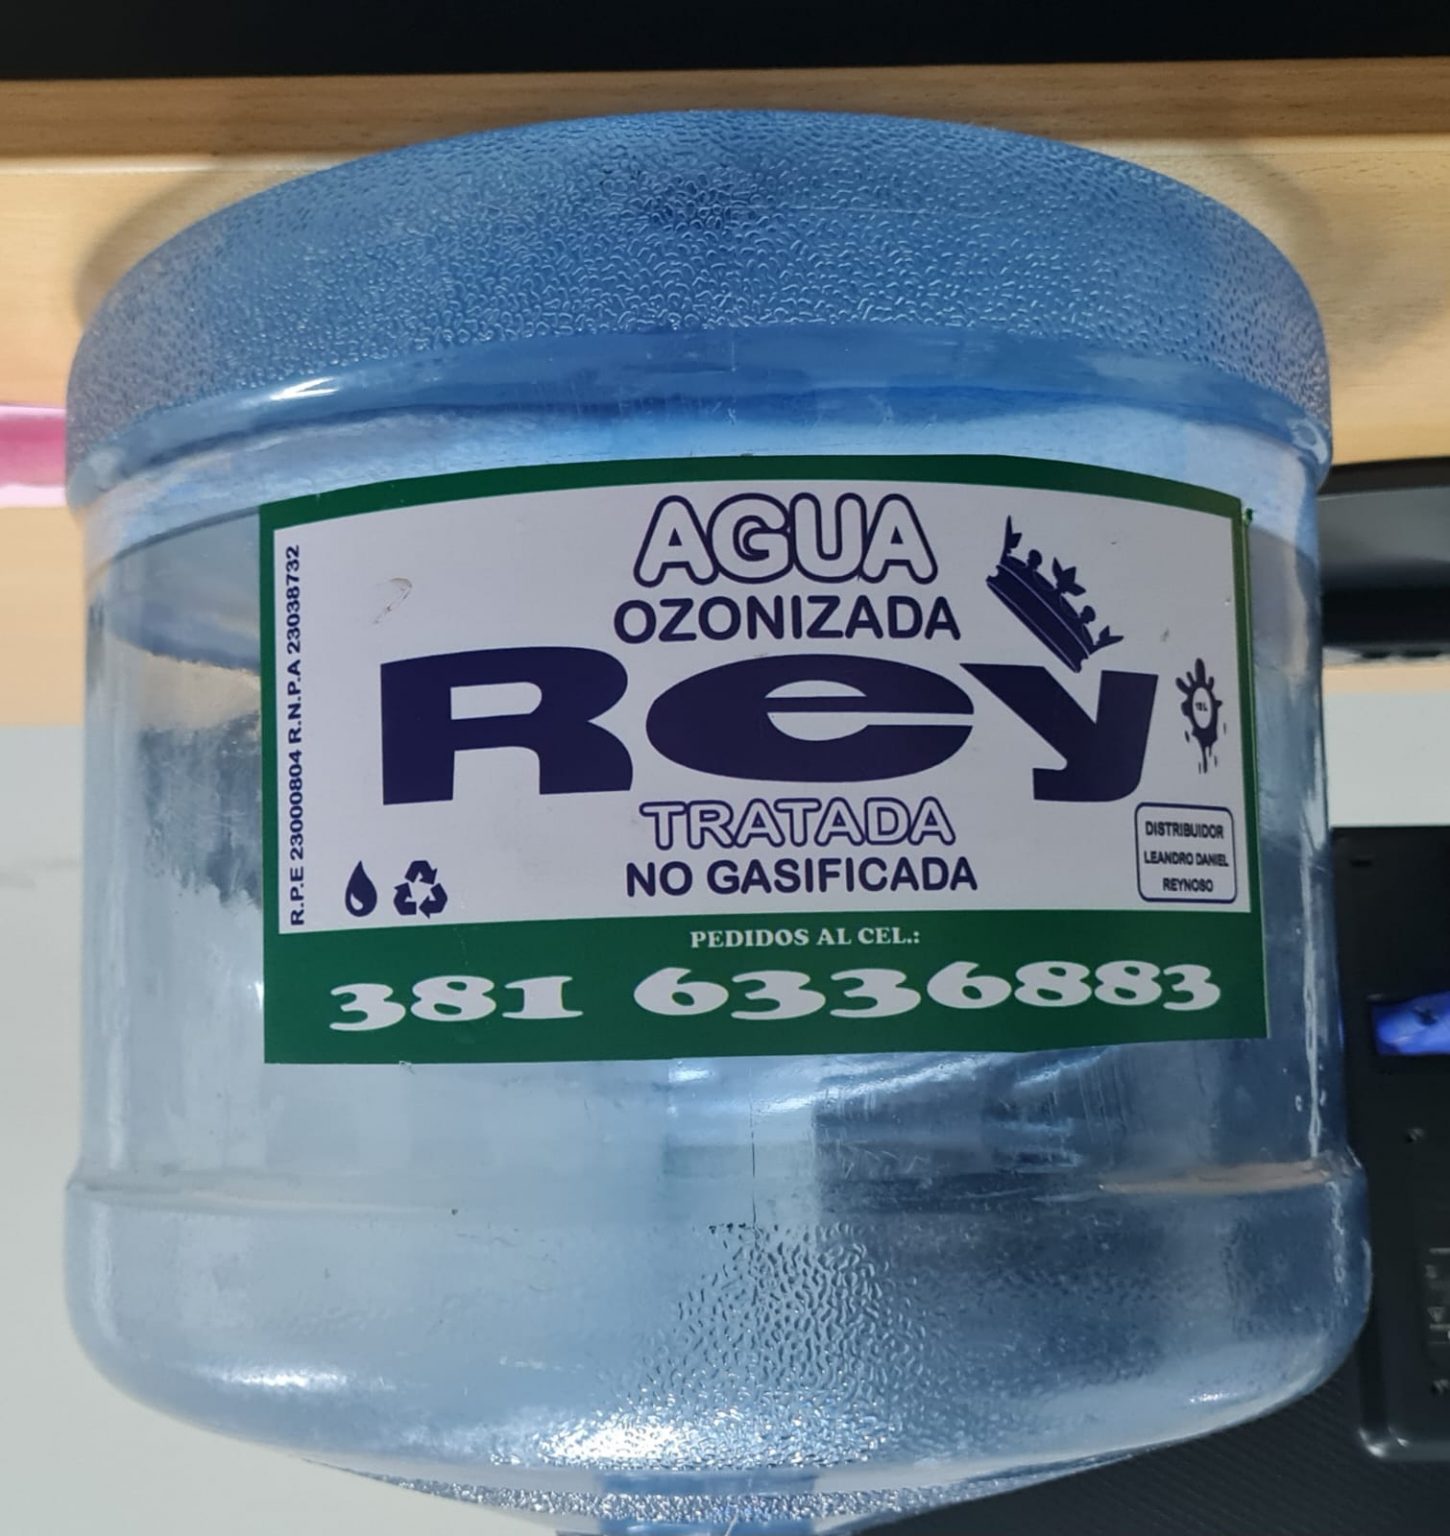 AGUA
OZONIZADA
Rey
TRATADA
NO GASIFICADA
R.P.E 23000804 R.N.P.A 23038732
DISTRIBUIDOR
LEANDRO DANIEL
REYNOSO
PEDIDOS AL CEL.:
381 6336883